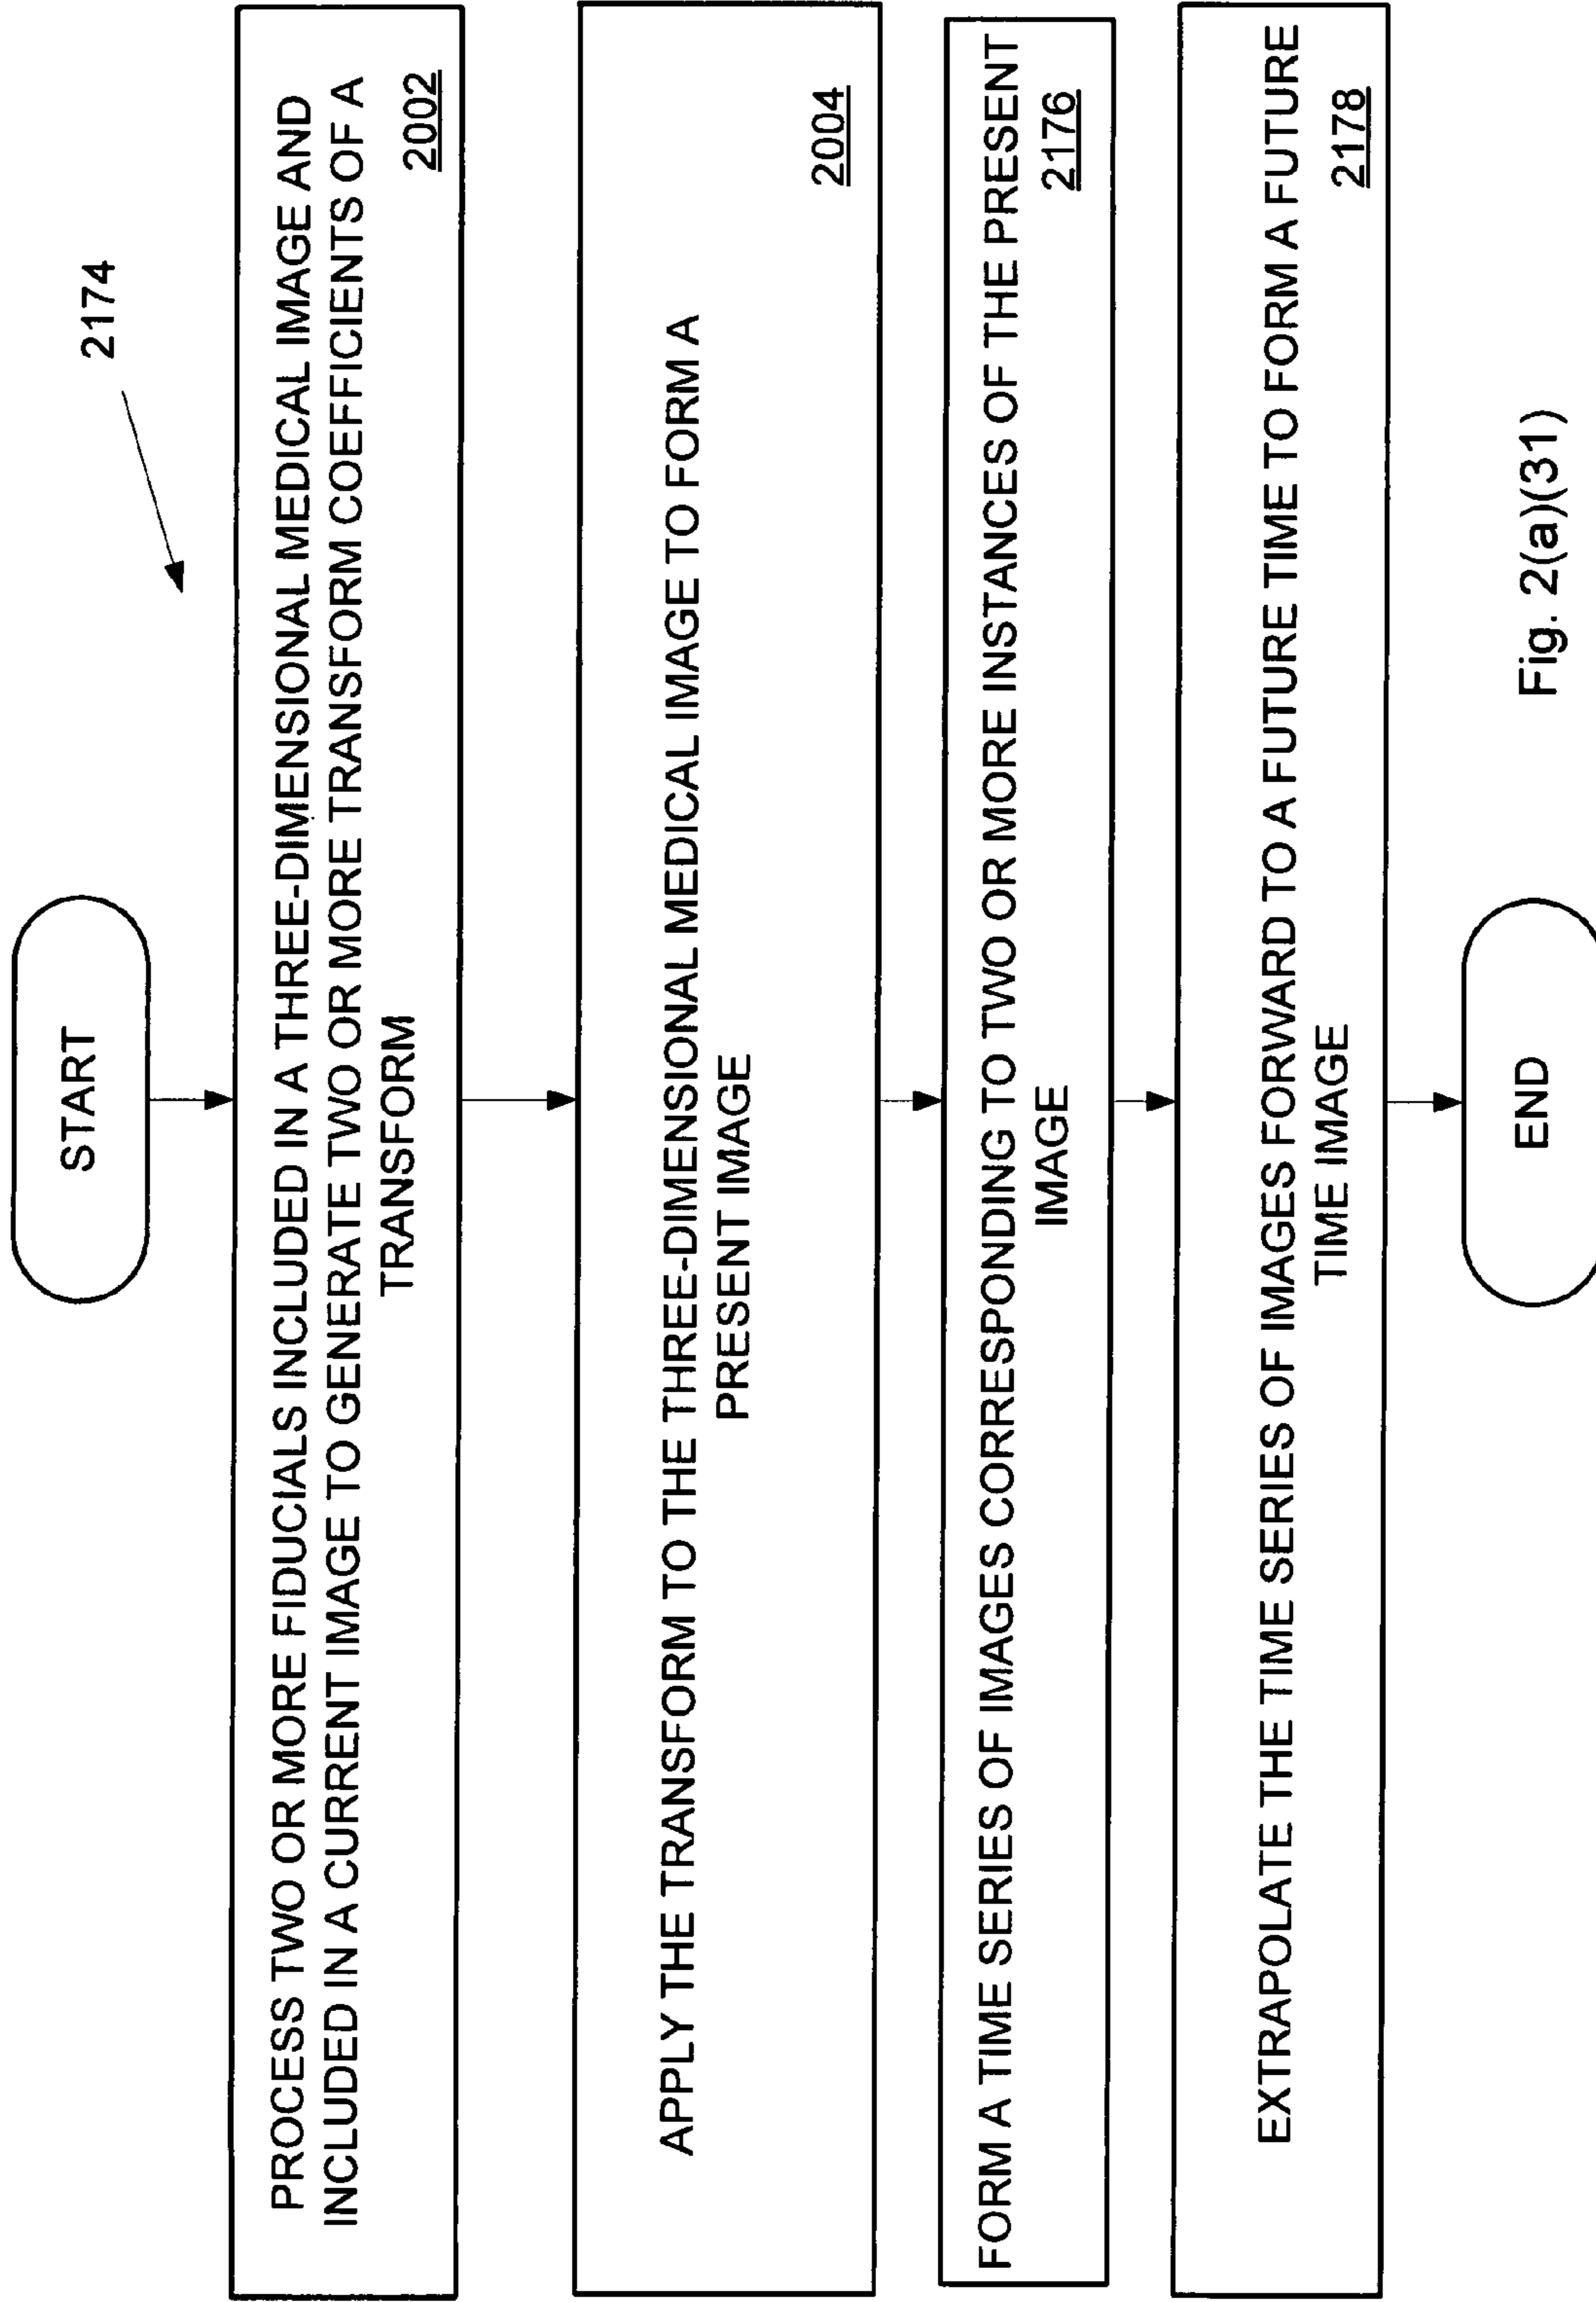 2174
START
PROCESS TWO OR MORE FIDUCIALS INCLUDED IN A THREE-DIMENSIONAL MEDICAL IMAGE AND
INCLUDED IN A CURRENT IMAGE TO GENERATE TWO OR MORE TRANSFORM COEFFICIENTS OF A
TRANSFORM
2002
APPLY THE TRANSFORM TO THE THREE-DIMENSIONAL MEDICAL IMAGE TO FORM A
PRESENT IMAGE
2004
FORM A TIME SERIES OF IMAGES CORRESPONDING TO TWO OR MORE INSTANCES OF THE PRESENT
IMAGE
2176
EXTRAPOLATE THE TIME SERIES OF IMAGES FORWARD TO A FUTURE TIME TO FORM A FUTURE
TIME IMAGE
2178
END
Fig. 2(a)(31)